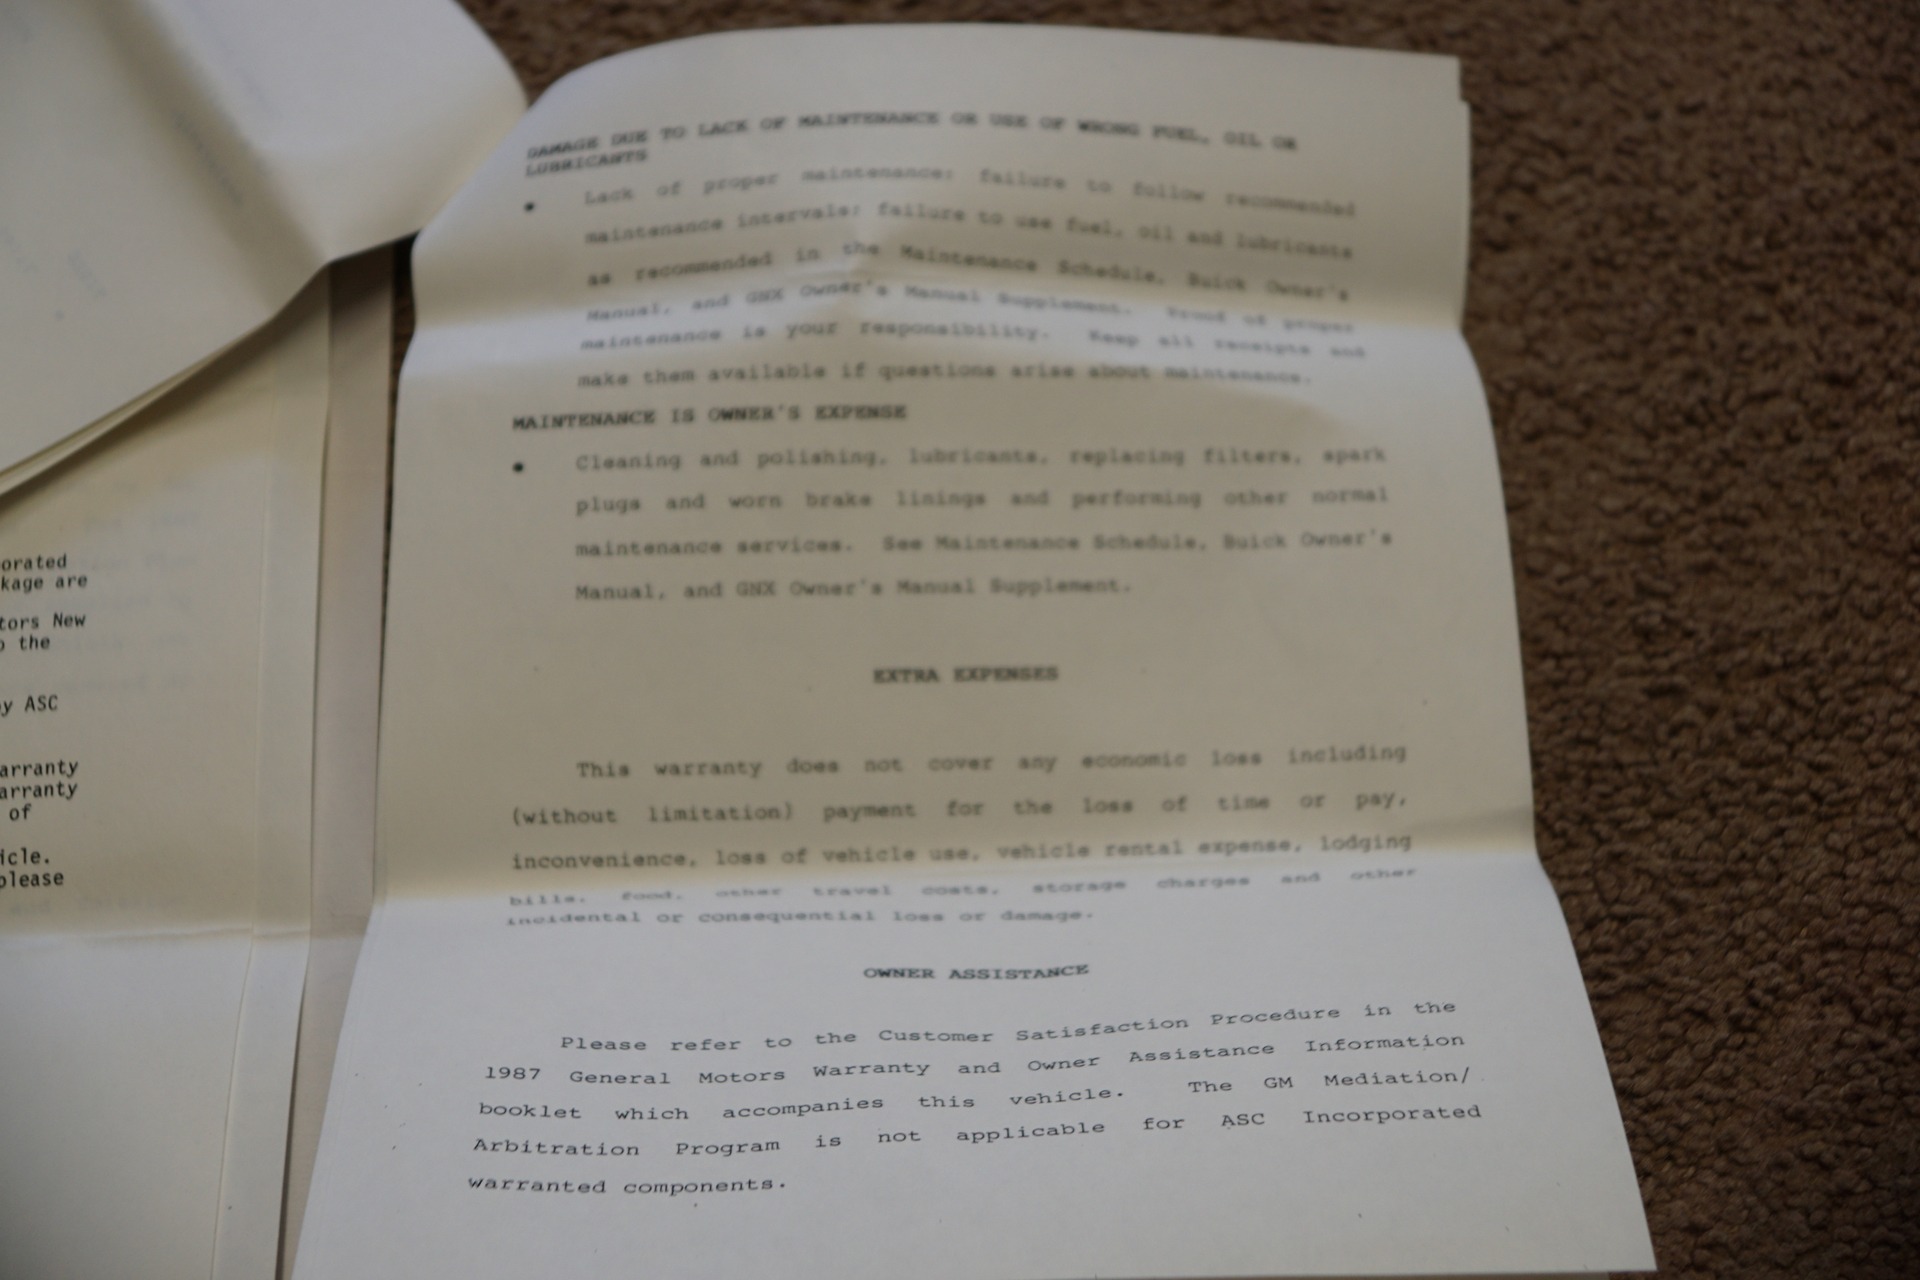 DAMAGE DUE TO LACK OF MAINTENANCE OR USE OF WRONG FUEL, OIL OR
LUBRICANTS
• Lack of proper maintenance; failure to follow recommended
maintenance intervals; failure to use fuel, oil and lubricants
as recommended in the Maintenance Schedule, Buick Owner's
Manual, and GNX Owner's Manual Supplement. Proof of proper
maintenance is your responsibility. Keep all receipts and
make them available if questions arise about maintenance.
MAINTENANCE IS OWNER'S EXPENSE
• Cleaning and polishing, lubricants, replacing filters, spark
plugs and worn brake linings and performing other normal
maintenance services. See Maintenance Schedule, Buick Owner's
Manual, and GNX Owner's Manual Supplement.
EXTRA EXPENSES
This warranty does not cover any economic loss including
(without limitation) payment for the loss of time or pay,
inconvenience, loss of vehicle use, vehicle rental expense, lodging
bills, food, other travel costs, storage charges and other
incidental or consequential loss or damage.
OWNER ASSISTANCE
Please refer to the Customer Satisfaction Procedure in the
1987 General Motors Warranty and Owner Assistance Information
booklet which accompanies this vehicle. The GM Mediation/
Arbitration Program is not applicable for ASC Incorporated
warranted components.
orated
kage are
tors New
o the
y ASC
arranty
arranty
of
icle.
please